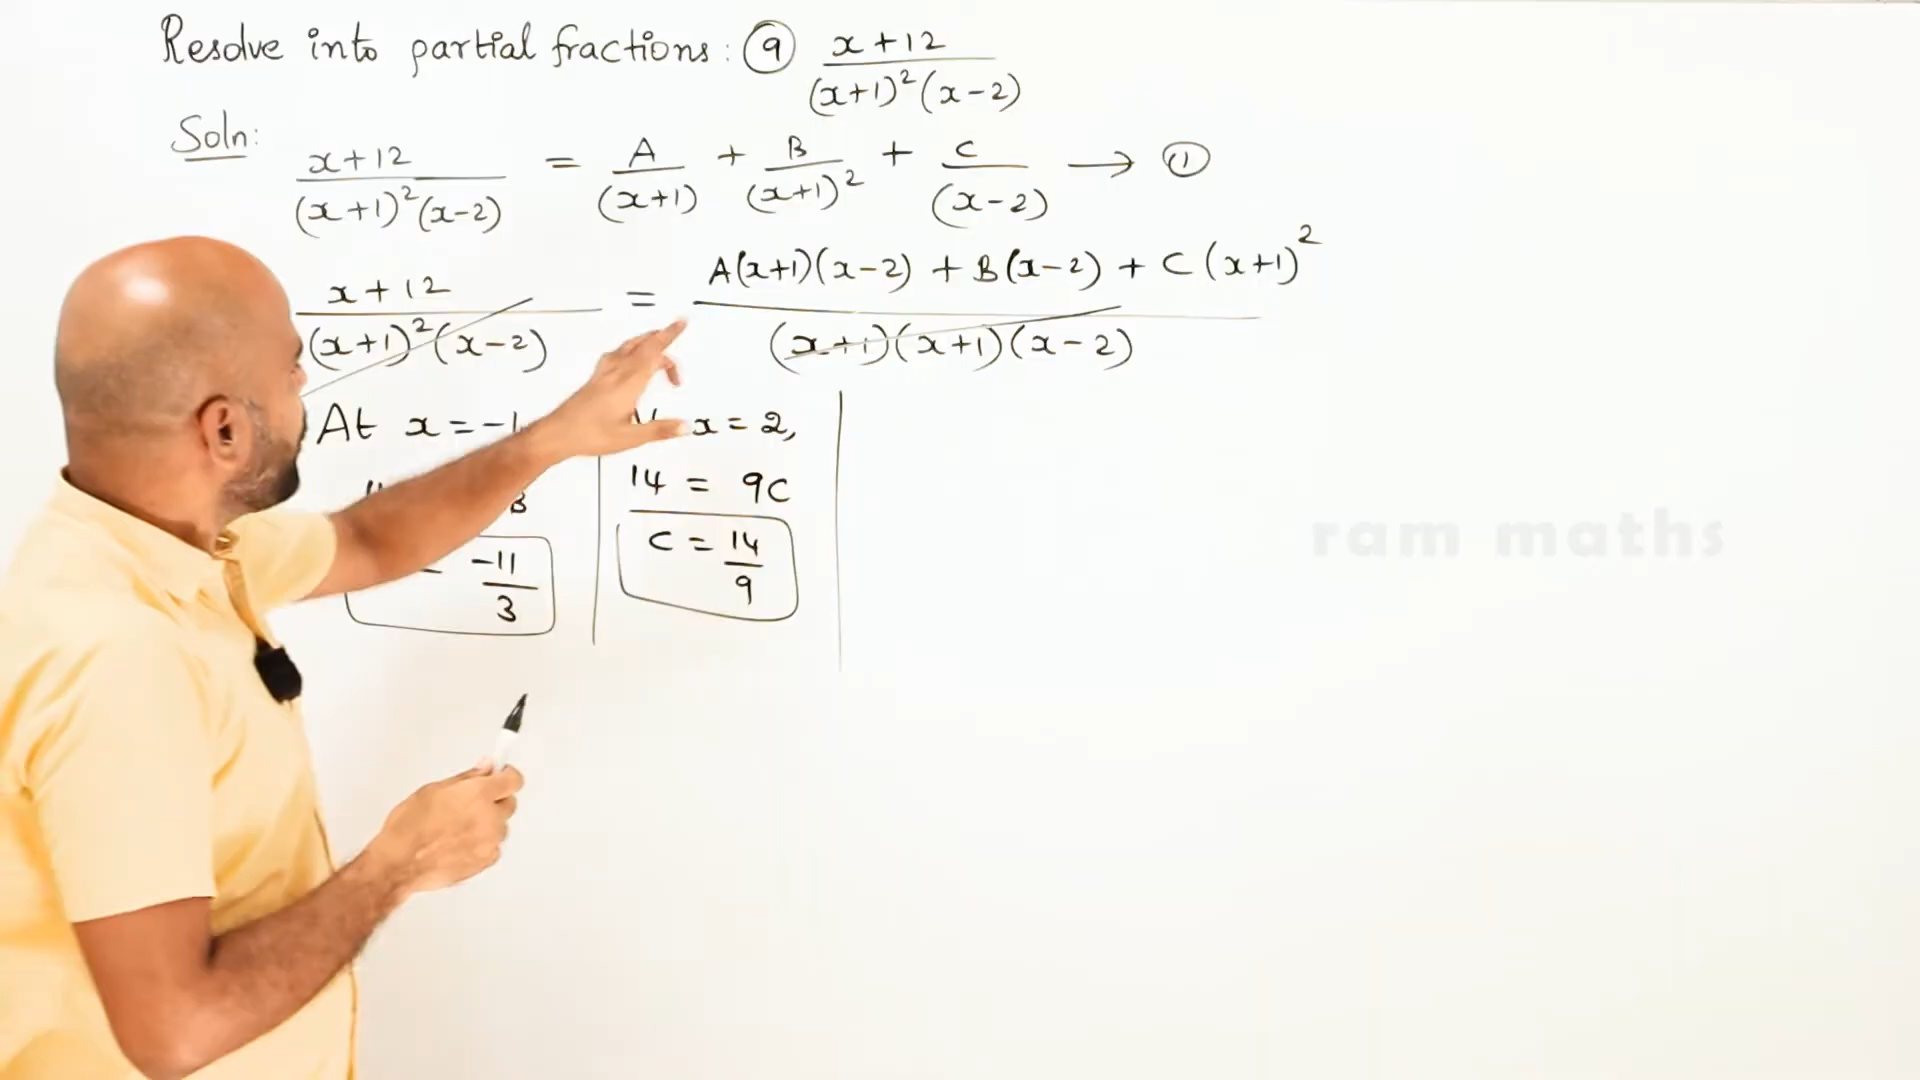 Resolve into partial fractions: ⑨ x+12 / (x+1)²(x-2)
Soln:
x+12 / (x+1)²(x-2) = A / (x+1) + B / (x+1)² + C / (x-2) → ①
x+12 / (x+1)²(x-2) = A(x+1)(x-2) + B(x-2) + C(x+1)² / (x+1)(x+1)(x-2)
At x=-1
B
-11 / 3
x=2,
14 = 9C
C = 14 / 9
ram maths